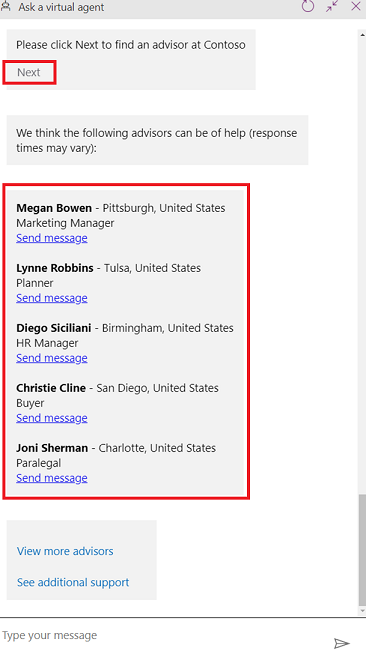 Ask a virtual agent
Please click Next to find an advisor at Contoso
Next
We think the following advisors can be of help (response
times may vary):
Megan Bowen - Pittsburgh, United States
Marketing Manager
Send message
Lynne Robbins - Tulsa, United States
Planner
Send message
Diego Siciliani - Birmingham, United States
HR Manager
Send message
Christie Cline - San Diego, United States
Buyer
Send message
Joni Sherman - Charlotte, United States
Paralegal
Send message
View more advisors
See additional support
Type your message